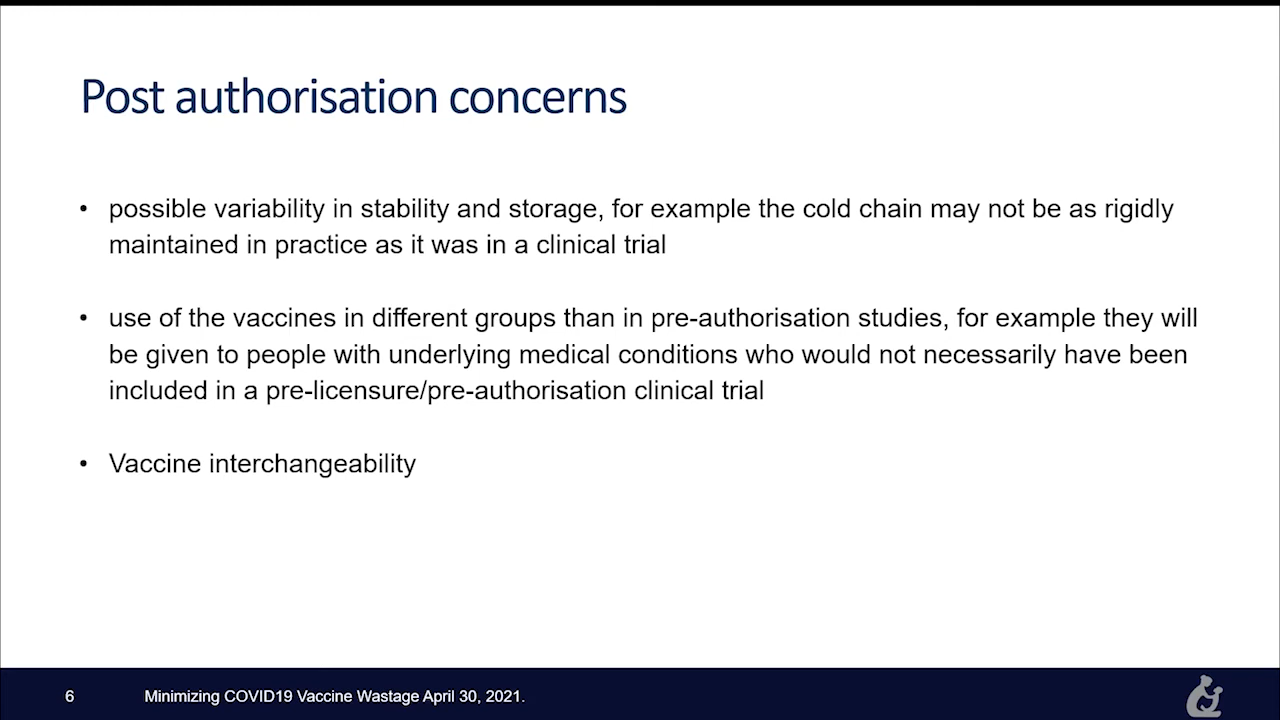 Post authorisation concerns
• possible variability in stability and storage, for example the cold chain may not be as rigidly
maintained in practice as it was in a clinical trial
• use of the vaccines in different groups than in pre-authorisation studies, for example they will
be given to people with underlying medical conditions who would not necessarily have been
included in a pre-licensure/pre-authorisation clinical trial
• Vaccine interchangeability
6 Minimizing COVID19 Vaccine Wastage April 30, 2021.